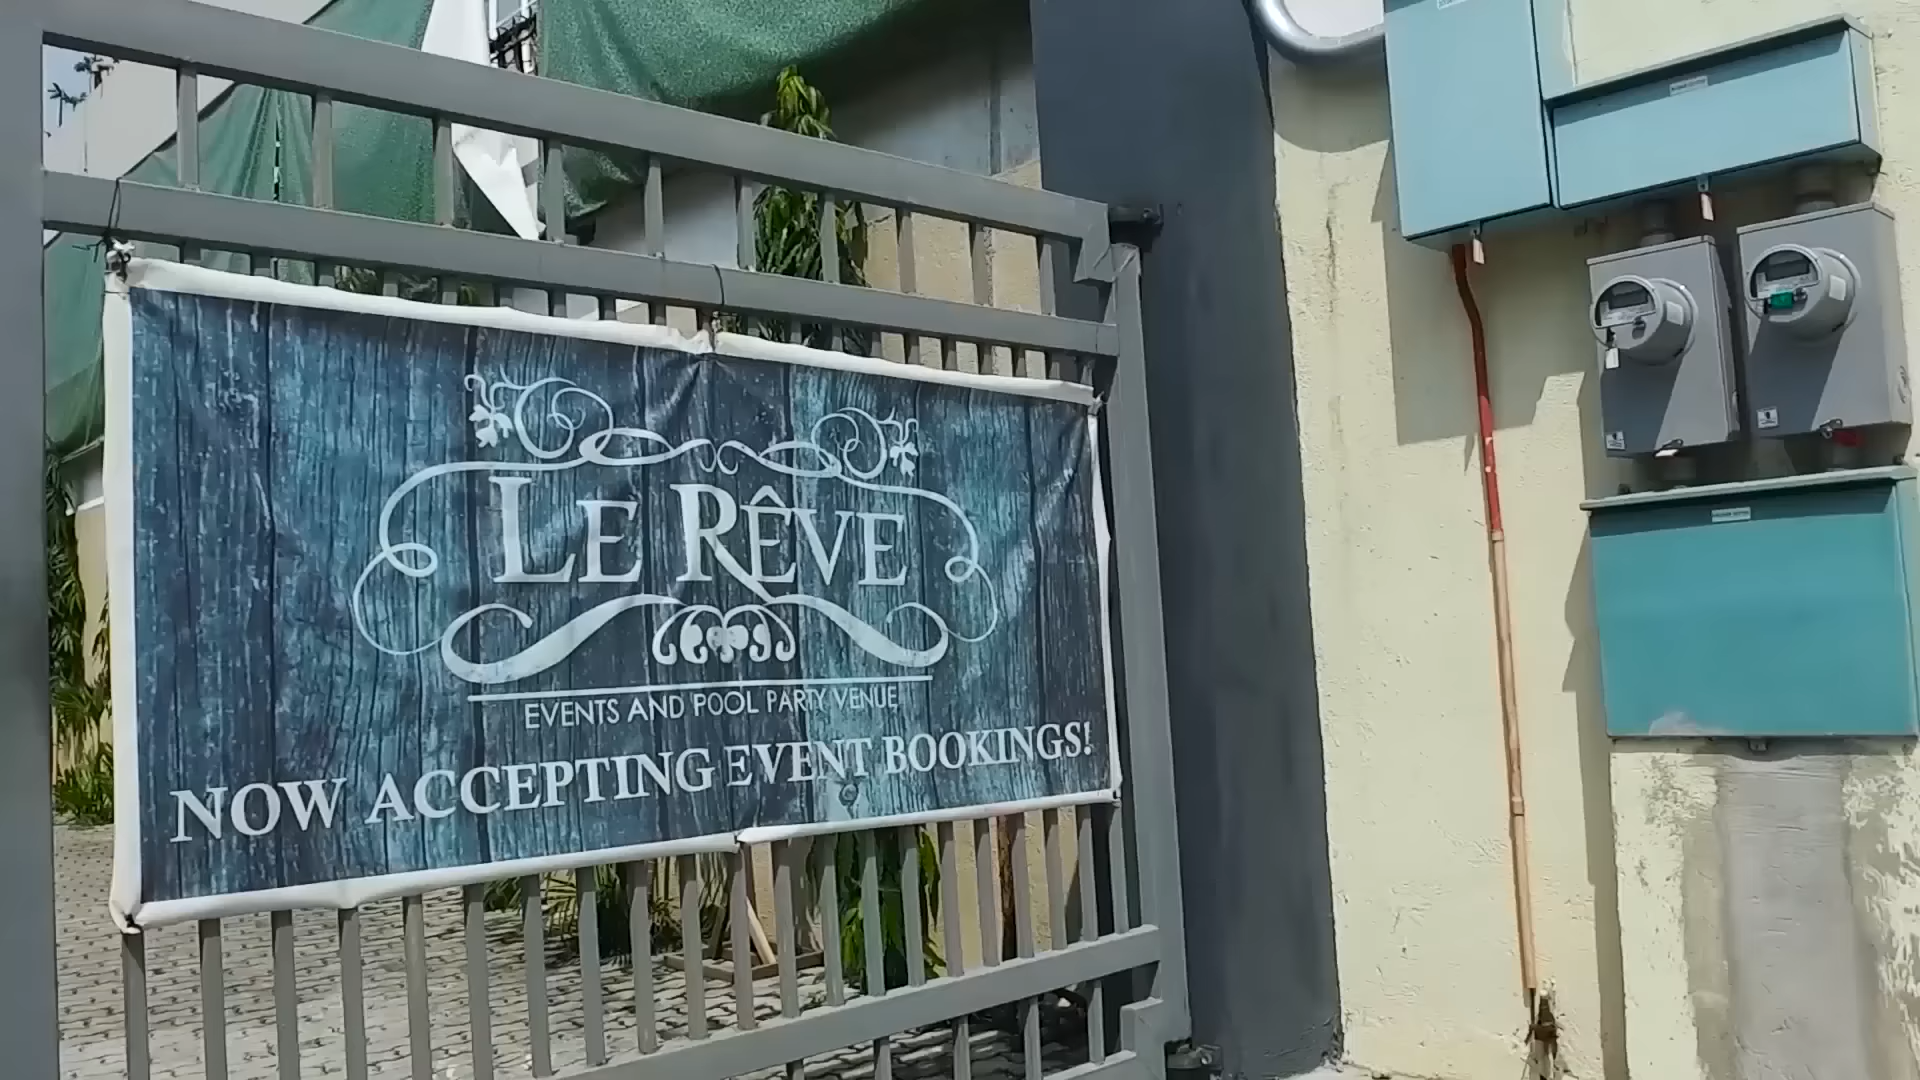 LE RÊVE
EVENTS AND POOL PARTY VENUE
NOW ACCEPTING EVENT BOOKINGS!